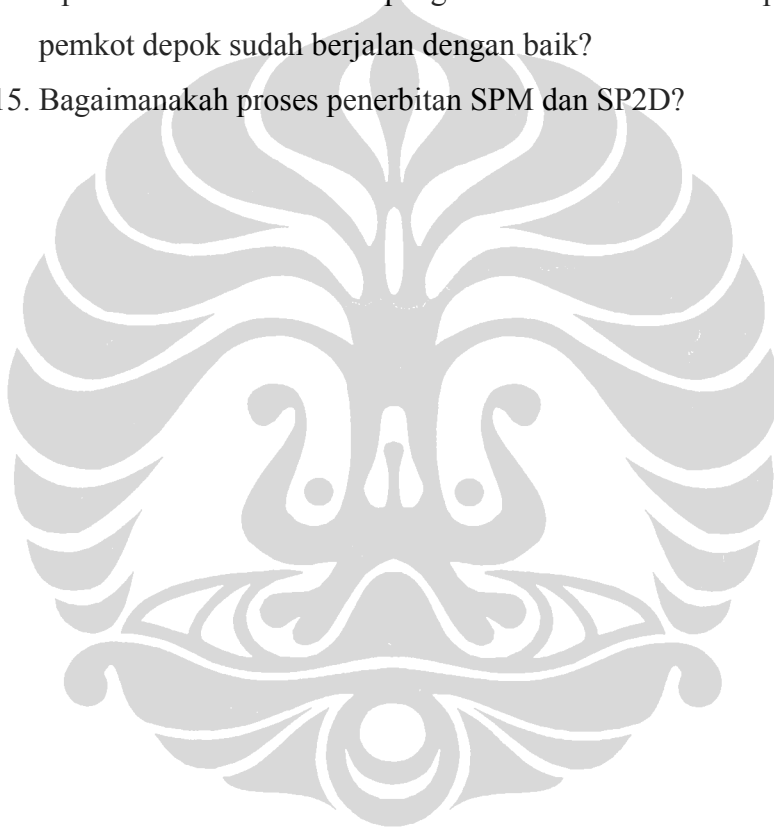 pemkot depok sudah berjalan dengan baik?
15. Bagaimanakah proses penerbitan SPM dan SP2D?